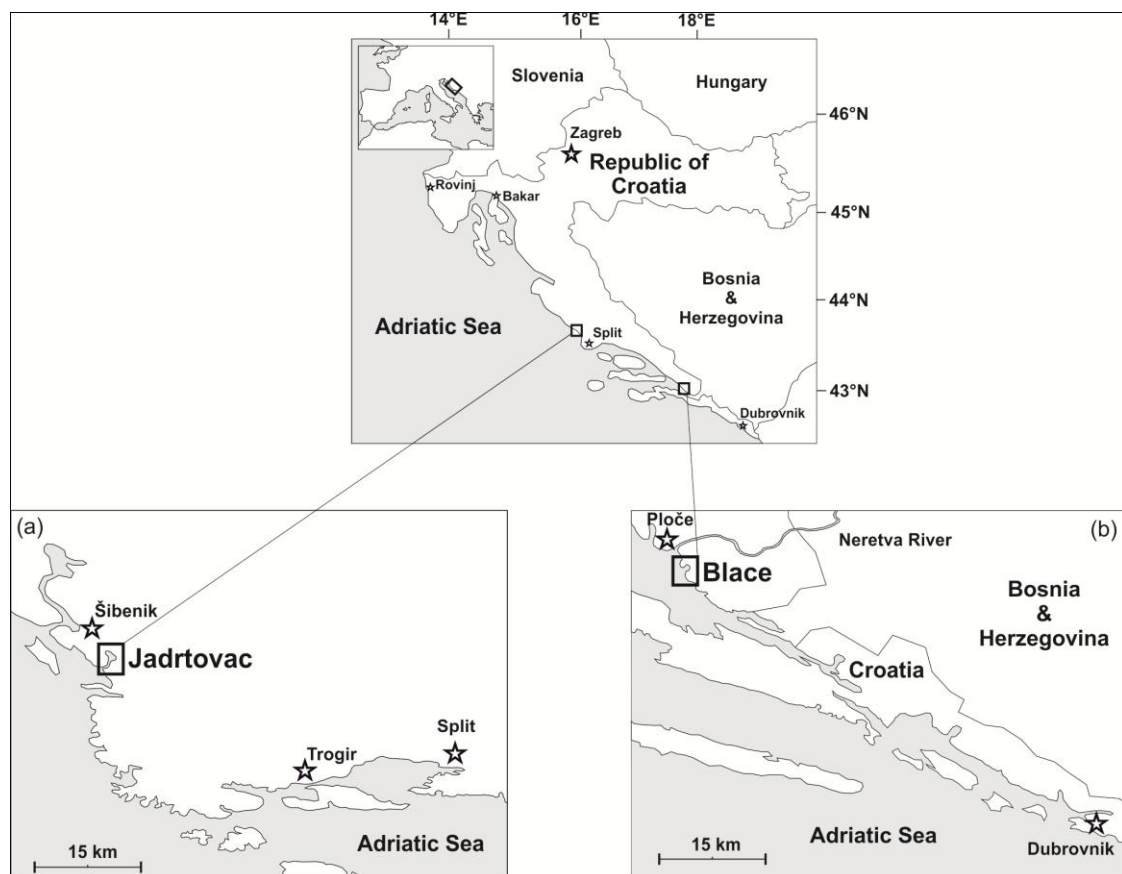 14°E 16°E 18°E
Slovenia
Hungary
46°N
Zagreb
Republic of
Croatia
Rovinj
Bakar
45°N
Bosnia
&
Herzegovina
44°N
Adriatic Sea
Split
43°N
Dubrovnik
(a)
Šibenik
Jadrtovac
Split
Trogir
Adriatic Sea
15 km
(b)
Ploče
Neretva River
Blace
Bosnia
&
Herzegovina
Croatia
Adriatic Sea
15 km
Dubrovnik